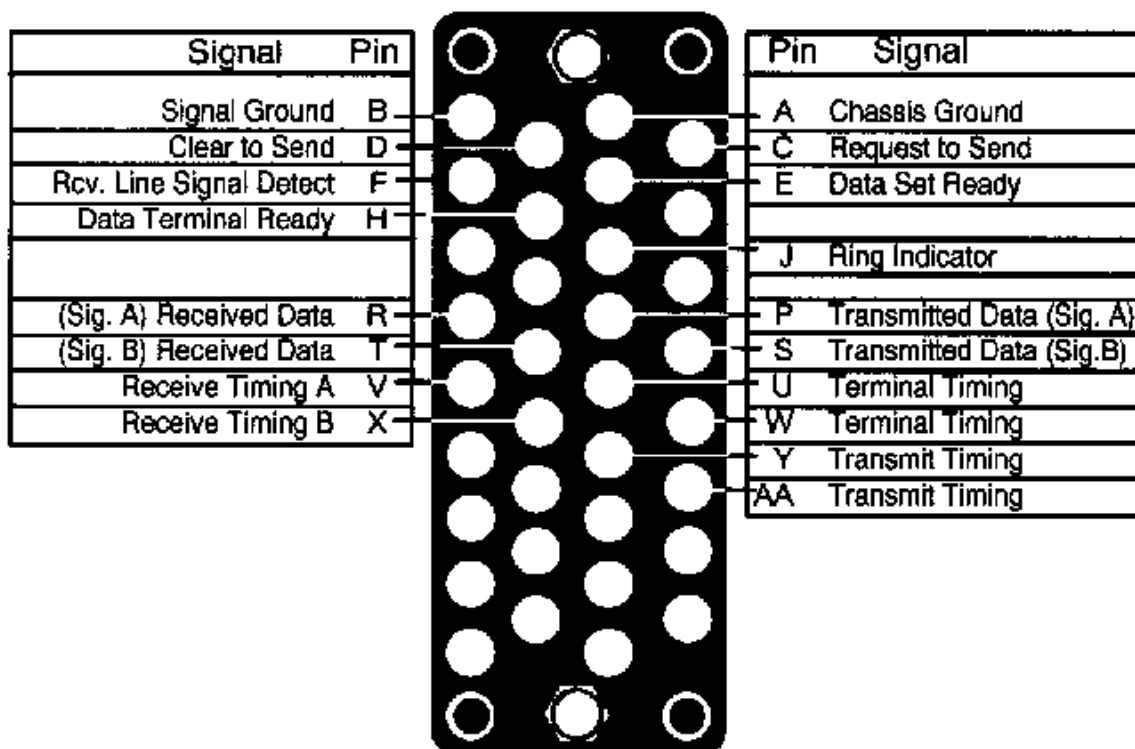 Signal Pin
Signal Ground B
Clear to Send D
Rcv. Line Signal Detect F
Data Terminal Ready H
(Sig. A) Received Data R
(Sig. B) Received Data T
Receive Timing A V
Receive Timing B X
Pin Signal
A Chassis Ground
C Request to Send
E Data Set Ready
J Ring Indicator
P Transmitted Data (Sig. A)
S Transmitted Data (Sig.B)
U Terminal Timing
W Terminal Timing
Y Transmit Timing
AA Transmit Timing